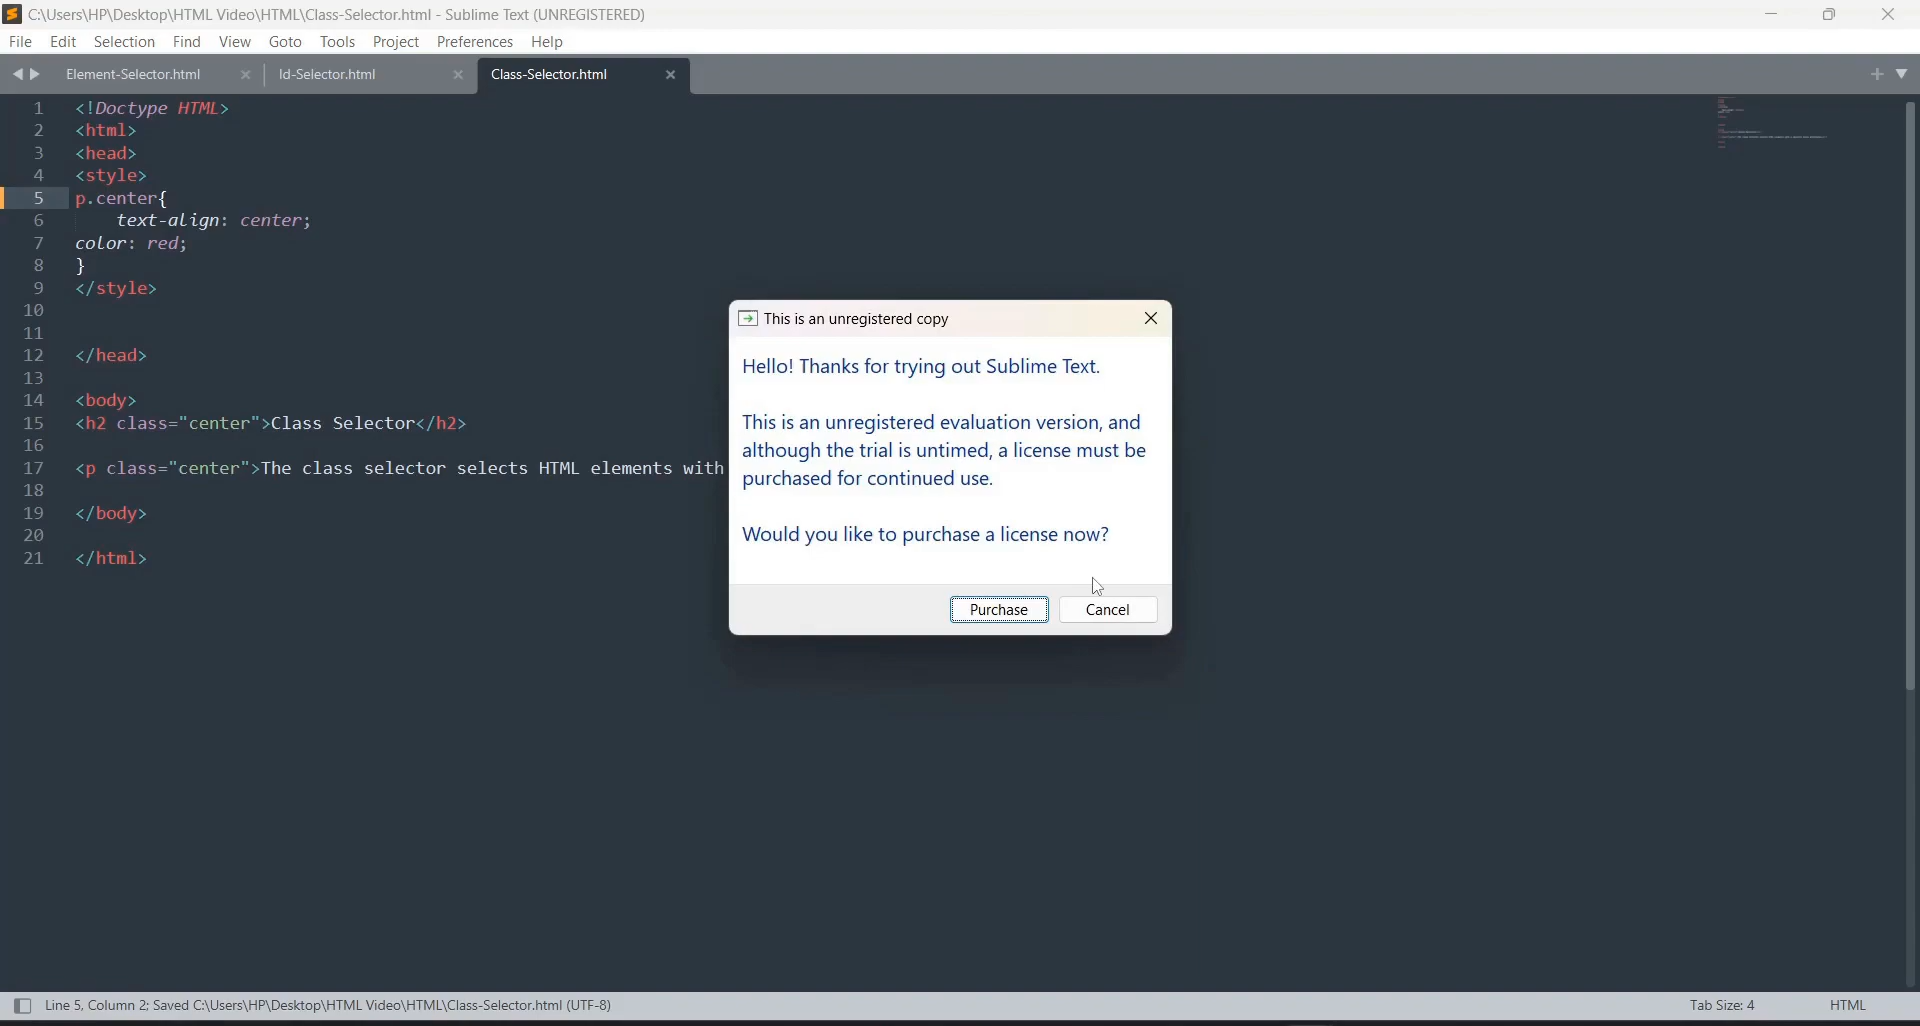 C:\Users\HP\Desktop\HTML Video\HTML\Class-Selector.html - Sublime Text (UNREGISTERED)
File Edit Selection Find View Goto Tools Project Preferences Help
Element-Selector.html Id-Selector.html Class-Selector.html
1 <!Doctype HTML>
2 <html>
3 <head>
4 <style>
5 p.center{
6 text-align: center;
7 color: red;
8 }
9 </style>
10
11
12 </head>
13
14 <body>
15 <h2 class="center">Class Selector</h2>
16
17 <p class="center">The class selector selects HTML elements with
18
19 </body>
20
21 </html>
This is an unregistered copy
Hello! Thanks for trying out Sublime Text.
This is an unregistered evaluation version, and
although the trial is untimed, a license must be
purchased for continued use.
Would you like to purchase a license now?
Purchase Cancel
Line 5, Column 2; Saved C:\Users\HP\Desktop\HTML Video\HTML\Class-Selector.html (UTF-8)
Tab Size: 4 HTML